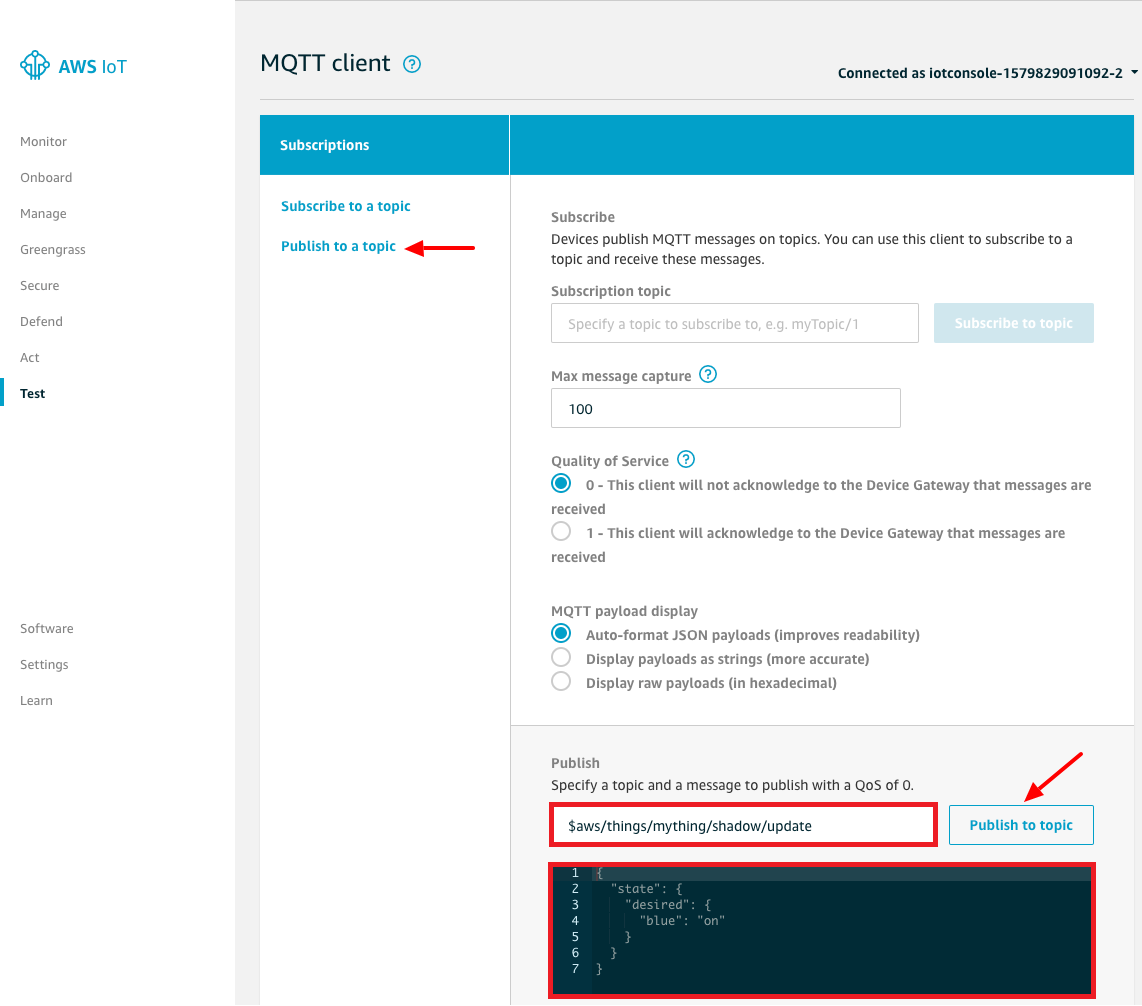 AWS IoT
Monitor
Onboard
Manage
Greengrass
Secure
Defend
Act
Test
Software
Settings
Learn
MQTT client ?
Connected as iotconsole-1579829091092-2
Subscriptions
Subscribe to a topic
Publish to a topic
Subscribe
Devices publish MQTT messages on topics. You can use this client to subscribe to a
topic and receive these messages.
Subscription topic
Specify a topic to subscribe to, e.g. myTopic/1
Subscribe to topic
Max message capture ?
100
Quality of Service ?
0 - This client will not acknowledge to the Device Gateway that messages are
received
1 - This client will acknowledge to the Device Gateway that messages are
received
MQTT payload display
Auto-format JSON payloads (improves readability)
Display payloads as strings (more accurate)
Display raw payloads (in hexadecimal)
Publish
Specify a topic and a message to publish with a QoS of 0.
$aws/things/mything/shadow/update
Publish to topic
1 {
2   "state": {
3     "desired": {
4       "blue": "on"
5     }
6   }
7 }